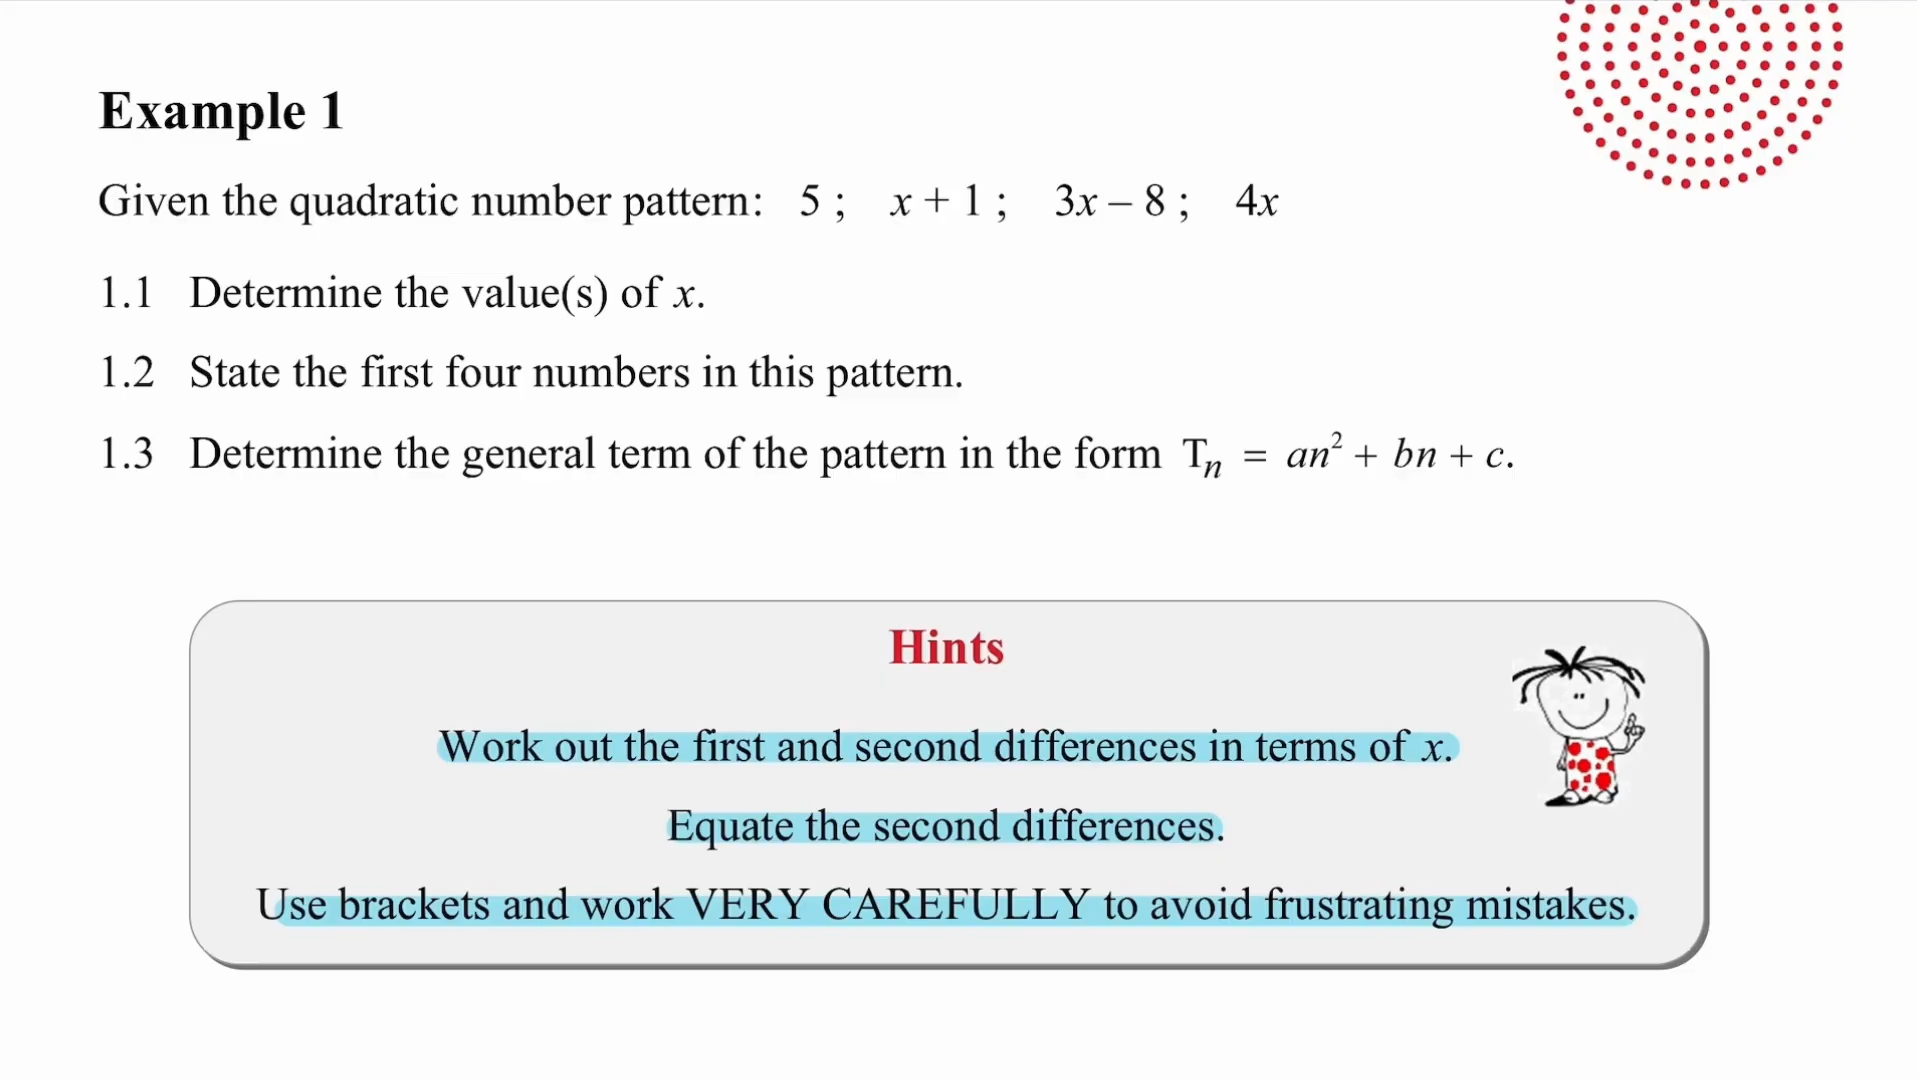 Example 1
Given the quadratic number pattern: 5 ; x + 1 ; 3x – 8 ; 4x
1.1 Determine the value(s) of x.
1.2 State the first four numbers in this pattern.
1.3 Determine the general term of the pattern in the form Tₙ = an² + bn + c.
Hints
Work out the first and second differences in terms of x.
Equate the second differences.
Use brackets and work VERY CAREFULLY to avoid frustrating mistakes.